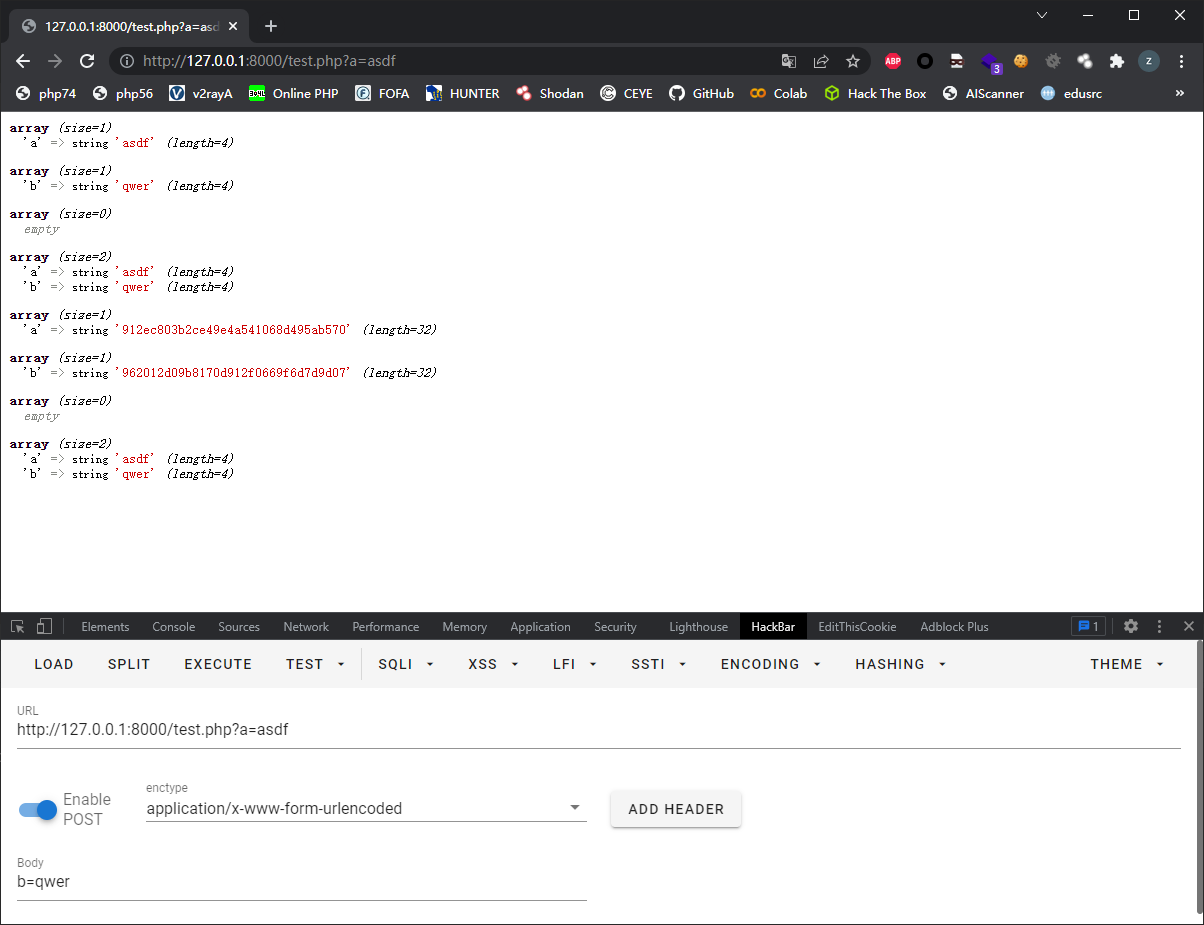 127.0.0.1:8000/test.php?a=asd
http://127.0.0.1:8000/test.php?a=asdf
ABP
3
Z
php74
php56
v2rayA
Online PHP
FOFA
HUNTER
Shodan
CEYE
GitHub
Colab
Hack The Box
AIScanner
edusrc
»
array (size=1)
'a' => string 'asdf' (length=4)
array (size=1)
'b' => string 'qwer' (length=4)
array (size=0)
empty
array (size=2)
'a' => string 'asdf' (length=4)
'b' => string 'qwer' (length=4)
array (size=1)
'a' => string '912ec803b2ce49e4a541068d495ab570' (length=32)
array (size=1)
'b' => string '962012d09b8170d912f0669f6d7d9d07' (length=32)
array (size=0)
empty
array (size=2)
'a' => string 'asdf' (length=4)
'b' => string 'qwer' (length=4)
Elements
Console
Sources
Network
Performance
Memory
Application
Security
Lighthouse
HackBar
EditThisCookie
Adblock Plus
1
LOAD
SPLIT
EXECUTE
TEST
SQLI
XSS
LFI
SSTI
ENCODING
HASHING
THEME
URL
http://127.0.0.1:8000/test.php?a=asdf
Enable
POST
enctype
application/x-www-form-urlencoded
ADD HEADER
Body
b=qwer